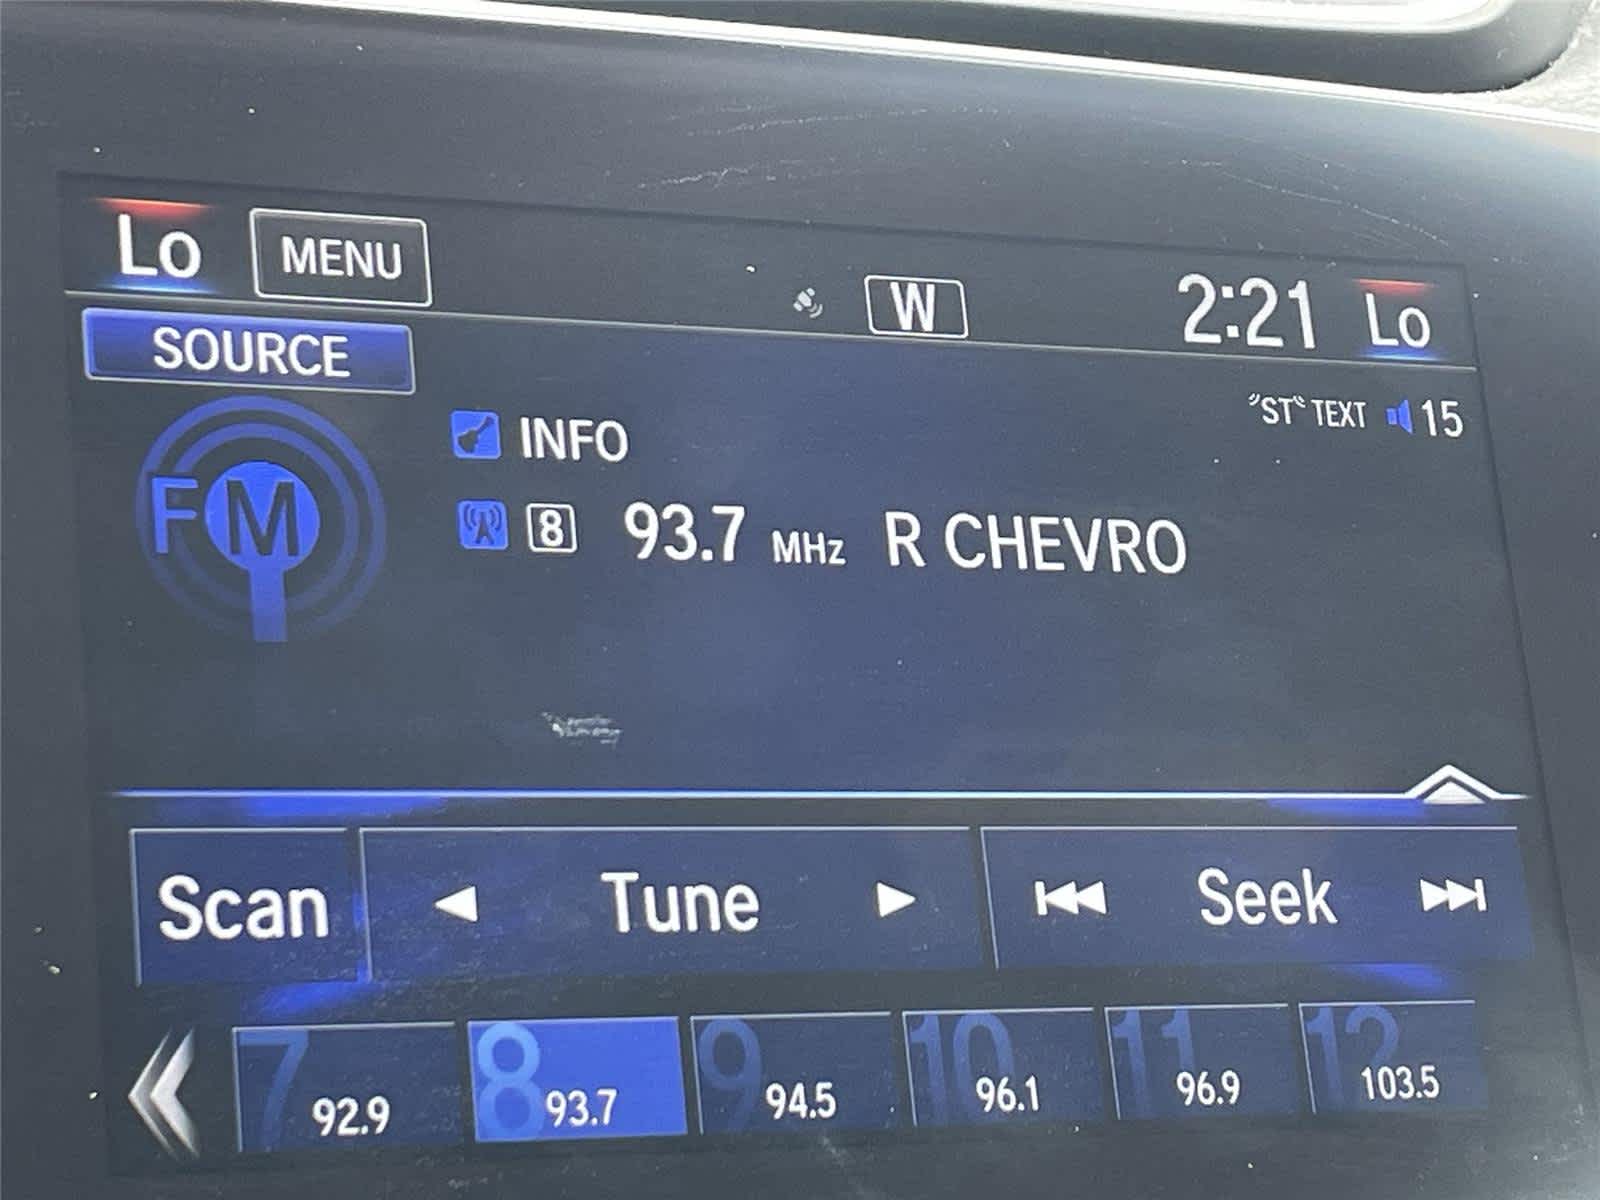 Lo MENU W 2:21 Lo
SOURCE
"ST" TEXT 15
INFO
FM
8 93.7 MHz R CHEVRO
Scan Tune Seek
7 92.9 8 93.7 9 94.5 10 96.1 11 96.9 12 103.5